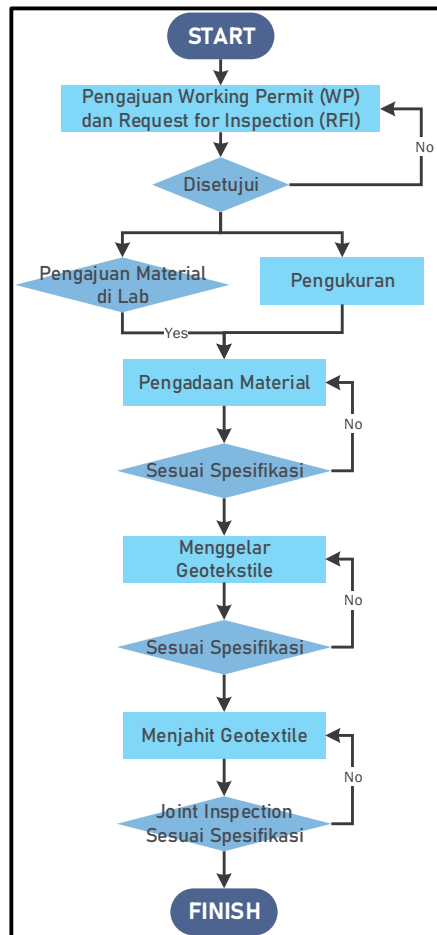 START
Pengajuan Working Permit (WP)
dan Request for Inspection (RFI)
No
Disetujui
Pengajuan Material
di Lab
Pengukuran
Yes
Pengadaan Material
No
Sesuai Spesifikasi
Menggelar
Geotekstile
No
Sesuai Spesifikasi
Menjahit Geotextile
No
Joint Inspection
Sesuai Spesifikasi
FINISH